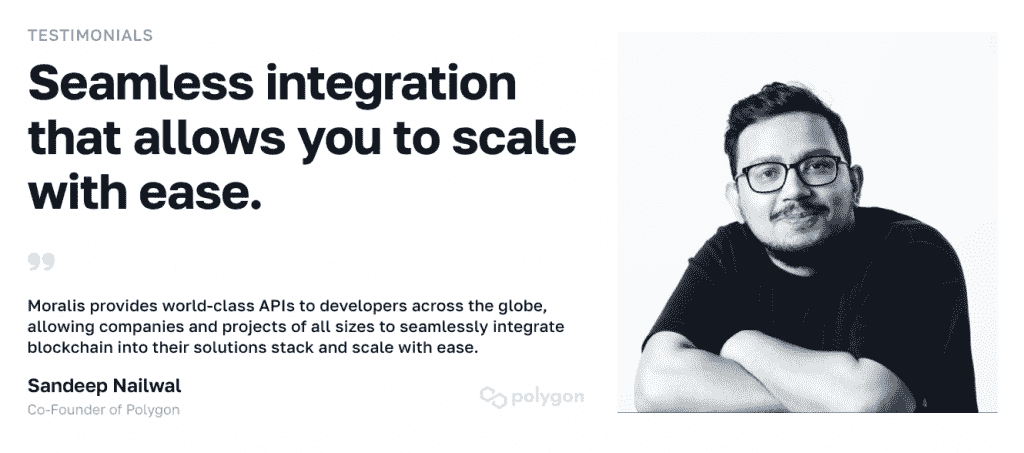 TESTIMONIALS
Seamless integration
that allows you to scale
with ease.
”
Moralis provides world-class APIs to developers across the globe,
allowing companies and projects of all sizes to seamlessly integrate
blockchain into their solutions stack and scale with ease.
Sandeep Nailwal
Co-Founder of Polygon
polygon